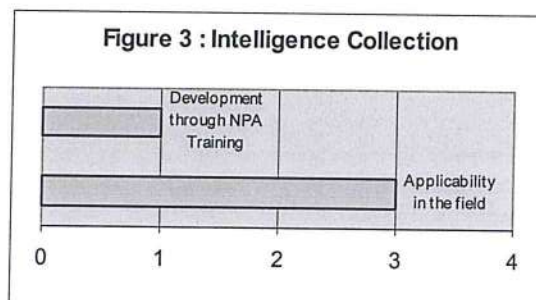 Figure 3 : Intelligence Collection
Development
through NPA
Training
Applicability
in the field
0 1 2 3 4